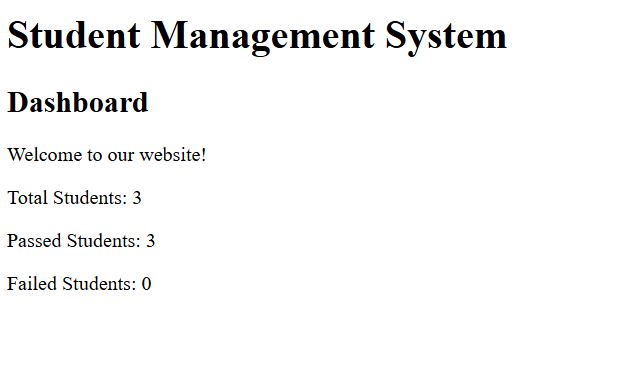 Student Management System
Dashboard
Welcome to our website!
Total Students: 3
Passed Students: 3
Failed Students: 0